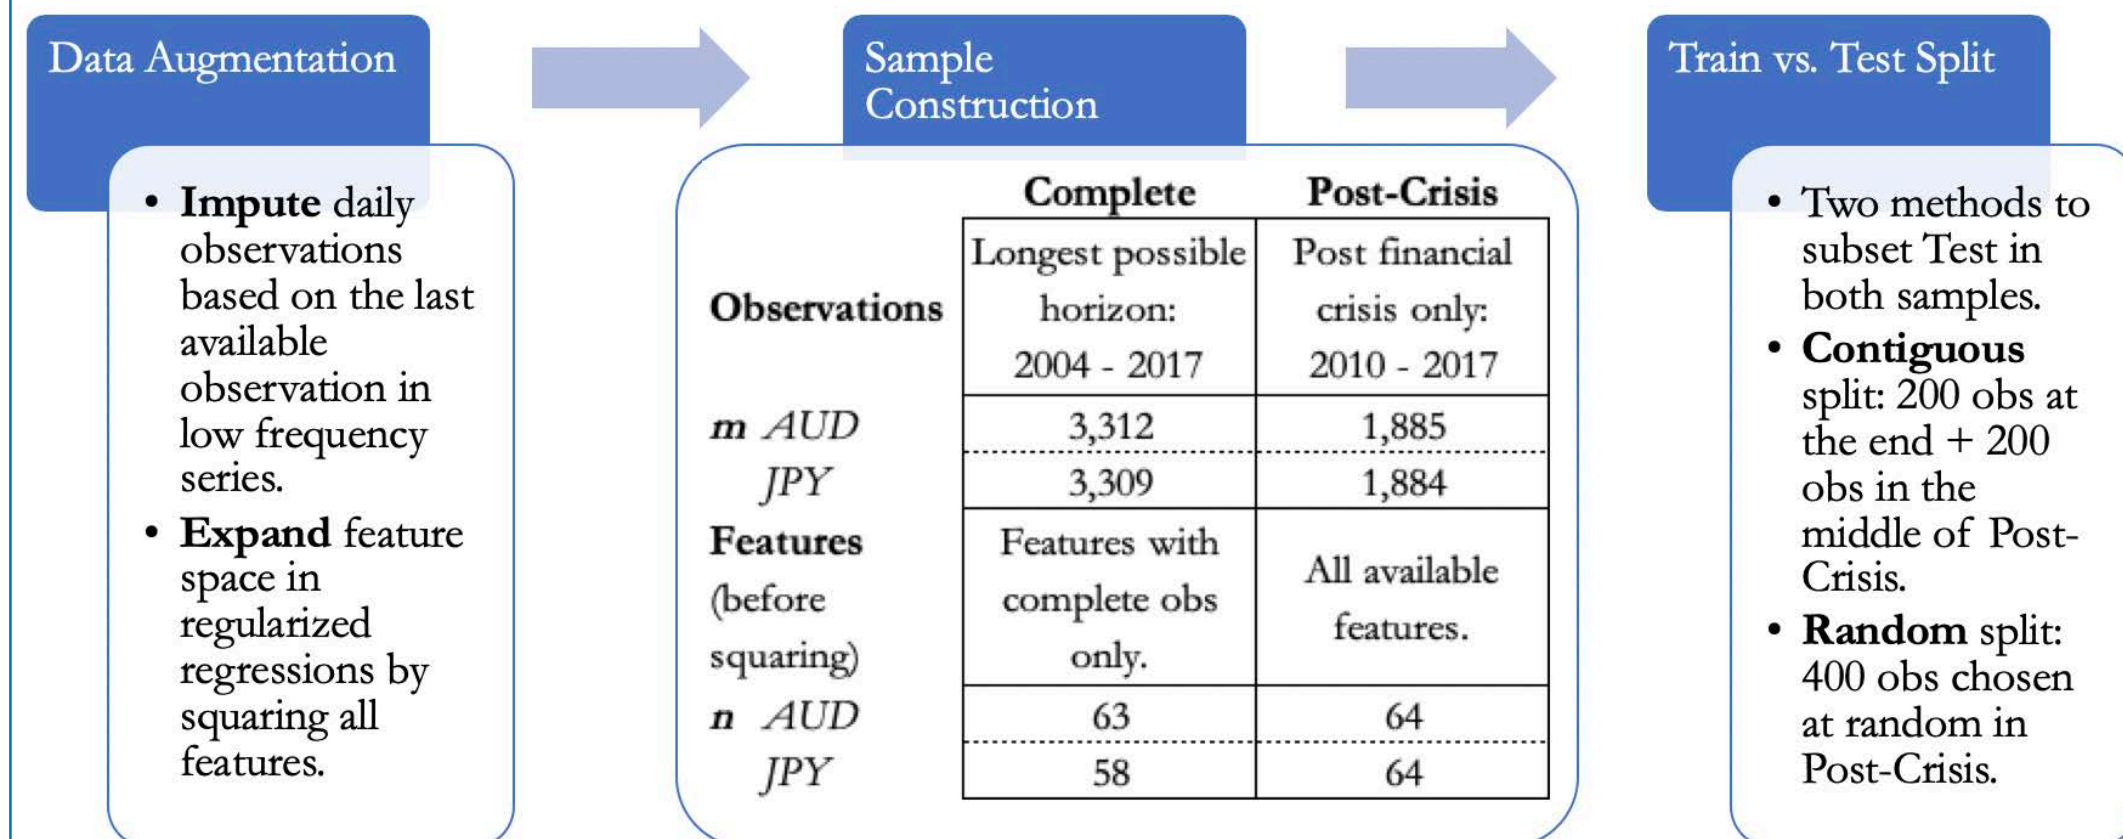 Data Augmentation
• Impute daily
observations
based on the last
available
observation in
low frequency
series.
• Expand feature
space in
regularized
regressions by
squaring all
features.
Sample
Construction
Complete Post-Crisis
Observations
Longest possible
horizon:
2004 - 2017
Post financial
crisis only:
2010 - 2017
m AUD 3,312 1,885
JPY 3,309 1,884
Features
(before
squaring)
Features with
complete obs
only.
All available
features.
n AUD 63 64
JPY 58 64
Train vs. Test Split
• Two methods to
subset Test in
both samples.
• Contiguous
split: 200 obs at
the end + 200
obs in the
middle of Post-
Crisis.
• Random split:
400 obs chosen
at random in
Post-Crisis.